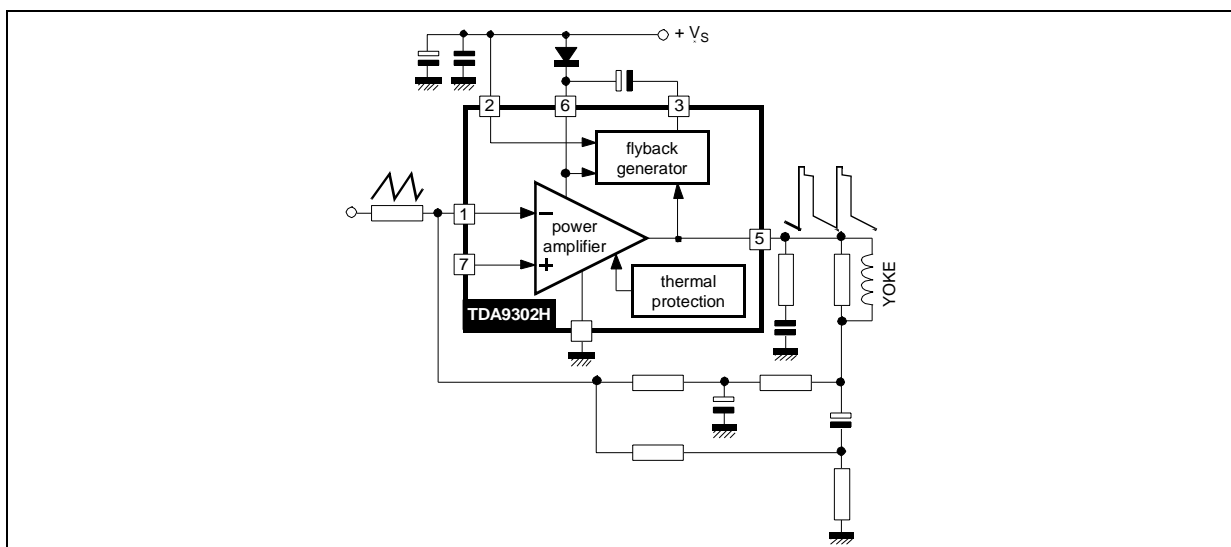 + VS
2
6
3
flyback
generator
1
power
amplifier
5
7
thermal
protection
YOKE
TDA9302H